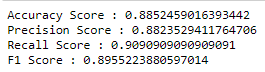 Accuracy Score : 0.8852459016393442
Precision Score : 0.8823529411764706
Recall Score : 0.9090909090909091
F1 Score : 0.8955223880597014